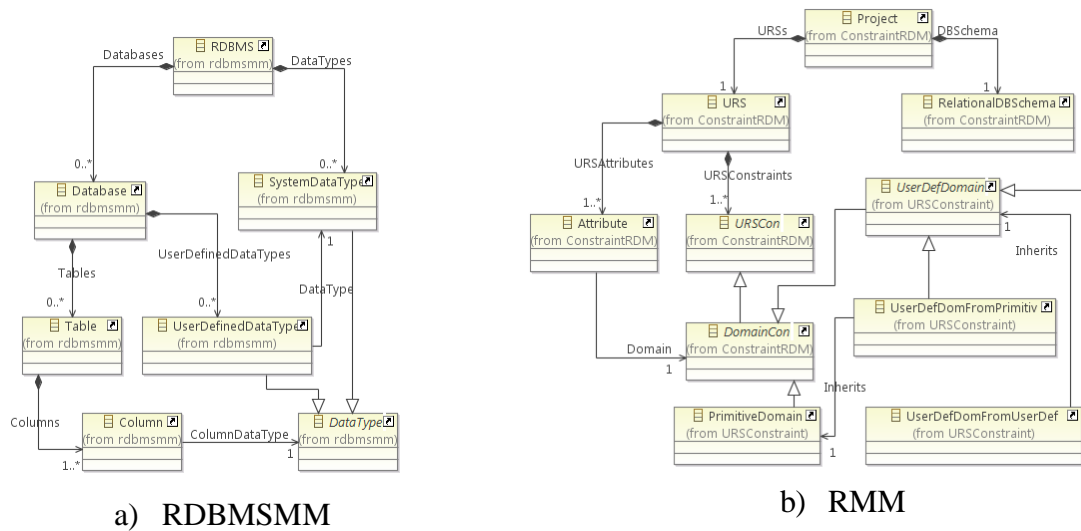 RDBMS
(from rdbmsmm)
Databases
DataTypes
0..*
0..*
Database
(from rdbmsmm)
SystemDataType
(from rdbmsmm)
UserDefinedDataTypes
1
Tables
DataType
0..*
0..*
Table
(from rdbmsmm)
UserDefinedDataType
(from rdbmsmm)
Columns
Column
(from rdbmsmm)
ColumnDataType
DataType
(from rdbmsmm)
1..*
1
a) RDBMSMM
Project
(from ConstraintRDM)
URSs
DBSchema
1
1
URS
(from ConstraintRDM)
RelationalDBSchema
(from ConstraintRDM)
URSAttributes
URSConstraints
1..*
1..*
UserDefDomain
(from URSConstraint)
Attribute
(from ConstraintRDM)
URSCon
(from ConstraintRDM)
1
Inherits
UserDefDomFromPrimitiv
(from URSConstraint)
DomainCon
(from ConstraintRDM)
Domain
1
Inherits
PrimitiveDomain
(from URSConstraint)
UserDefDomFromUserDef
(from URSConstraint)
1
b) RMM